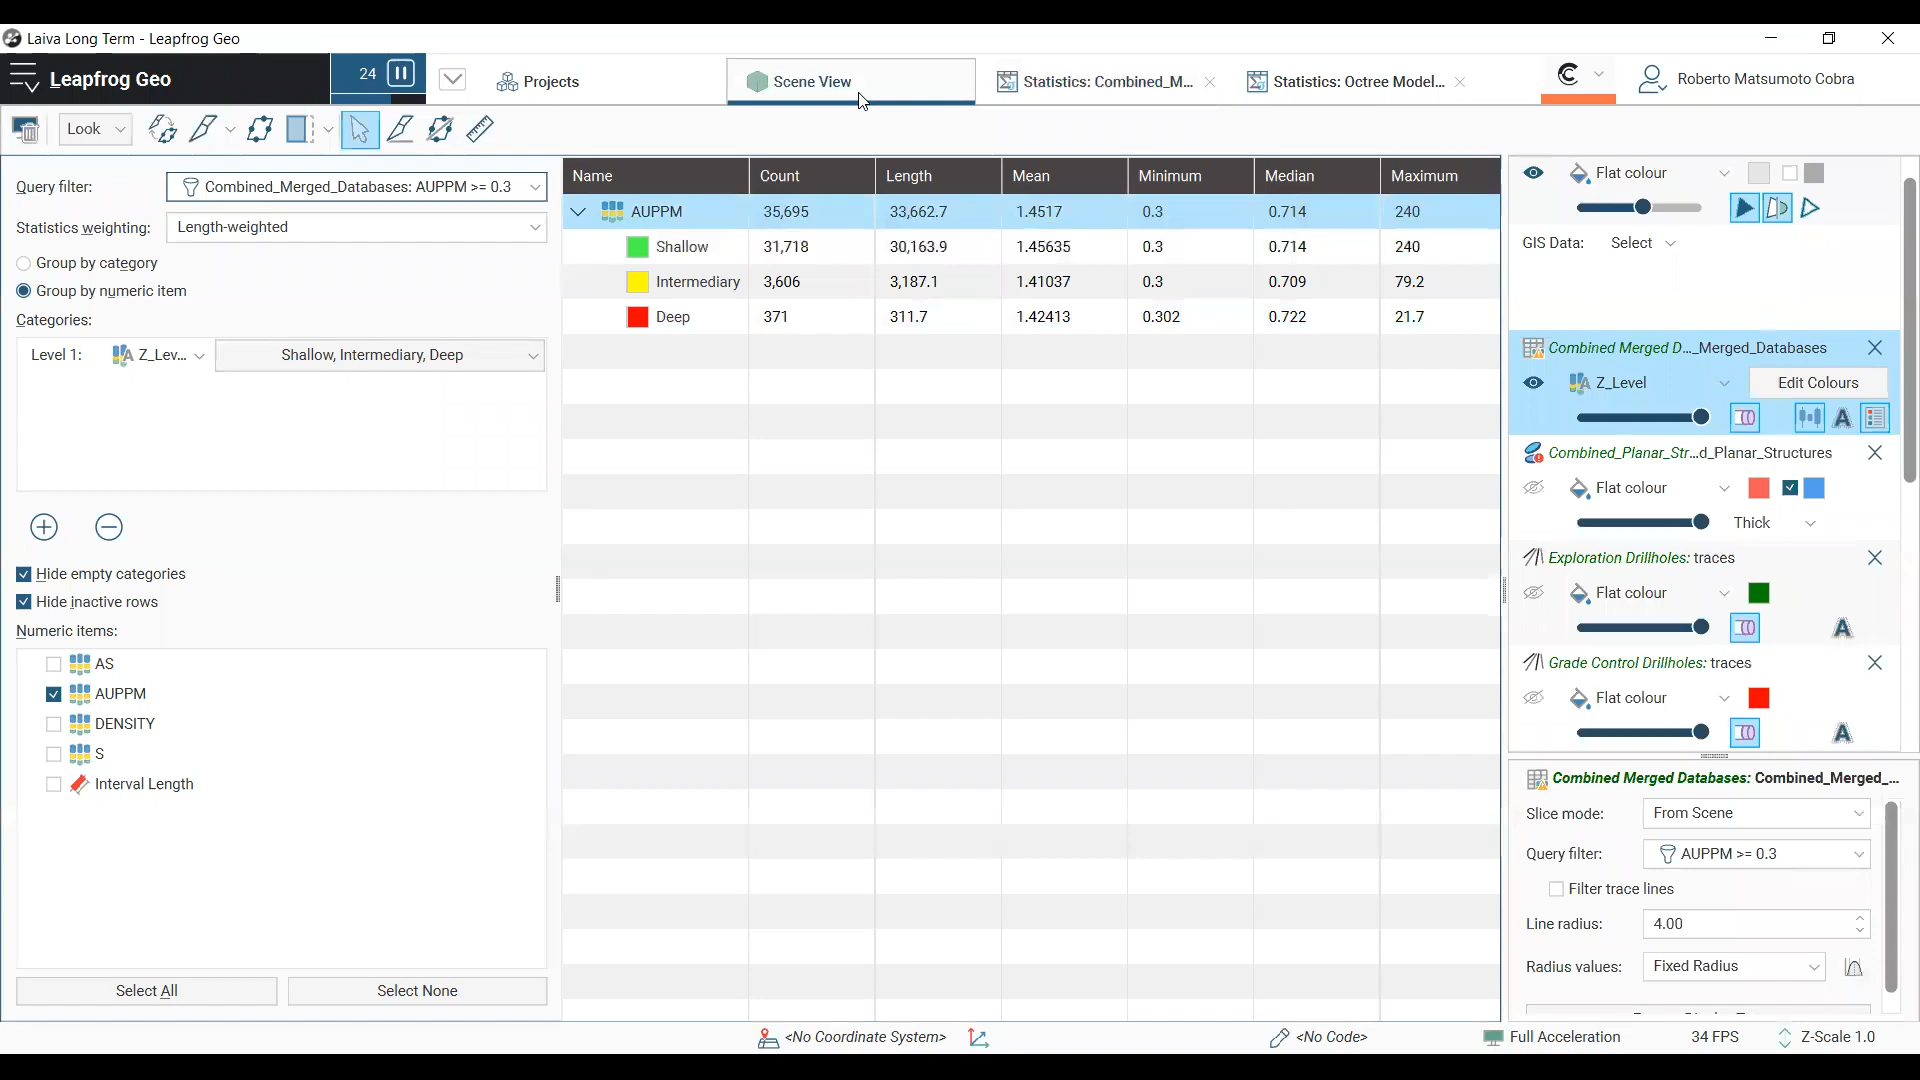 Laiva Long Term - Leapfrog Geo
Leapfrog Geo
24
Projects
Scene View
Statistics: Combined_M...
Statistics: Octree Model...
Roberto Matsumoto Cobra
Look
Query filter:
Combined_Merged_Databases: AUPPM >= 0.3
Statistics weighting:
Length-weighted
Group by category
Group by numeric item
Categories:
Level 1:
Z_Lev...
Shallow, Intermediary, Deep
Hide empty categories
Hide inactive rows
Numeric items:
AS
AUPPM
DENSITY
S
Interval Length
Select All
Select None
Name Count Length Mean Minimum Median Maximum
AUPPM 35,695 33,662.7 1.4517 0.3 0.714 240
Shallow 31,718 30,163.9 1.45635 0.3 0.714 240
Intermediary 3,606 3,187.1 1.41037 0.3 0.709 79.2
Deep 371 311.7 1.42413 0.302 0.722 21.7
Flat colour
GIS Data: Select
Combined Merged D..._Merged_Databases
Z_Level
Edit Colours
Combined_Planar_Str...d_Planar_Structures
Flat colour
Thick
Exploration Drillholes: traces
Flat colour
Grade Control Drillholes: traces
Flat colour
Combined Merged Databases: Combined_Merged_...
Slice mode: From Scene
Query filter: AUPPM >= 0.3
Filter trace lines
Line radius: 4.00
Radius values: Fixed Radius
<No Coordinate System>
<No Code>
Full Acceleration
34 FPS
Z-Scale 1.0